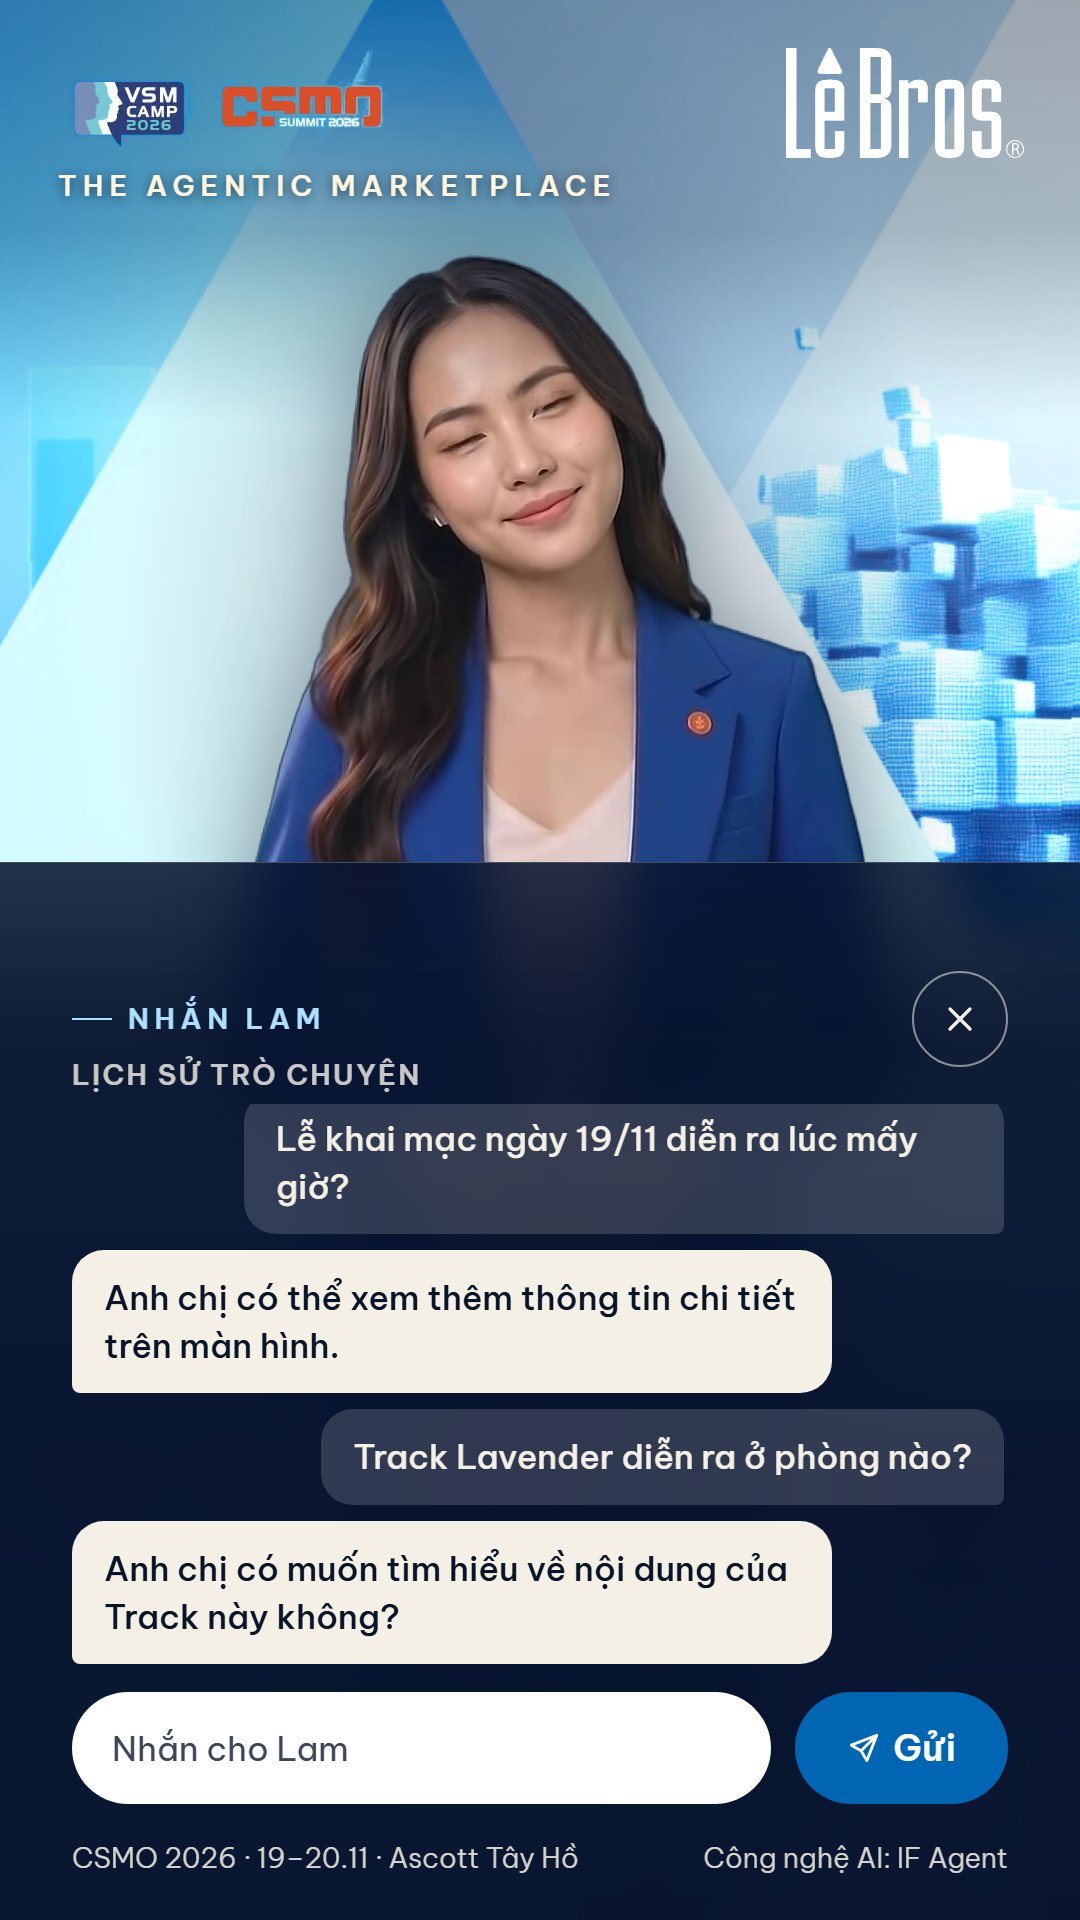 VSM
CAMP
2026
CSMO
SUMMIT 2026
LêBros®
THE AGENTIC MARKETPLACE
NHẮN LAM
LỊCH SỬ TRÒ CHUYỆN
Lễ khai mạc ngày 19/11 diễn ra lúc mấy
giờ?
Anh chị có thể xem thêm thông tin chi tiết
trên màn hình.
Track Lavender diễn ra ở phòng nào?
Anh chị có muốn tìm hiểu về nội dung của
Track này không?
Nhắn cho Lam
Gửi
CSMO 2026 · 19–20.11 · Ascott Tây Hồ
Công nghệ AI: IF Agent